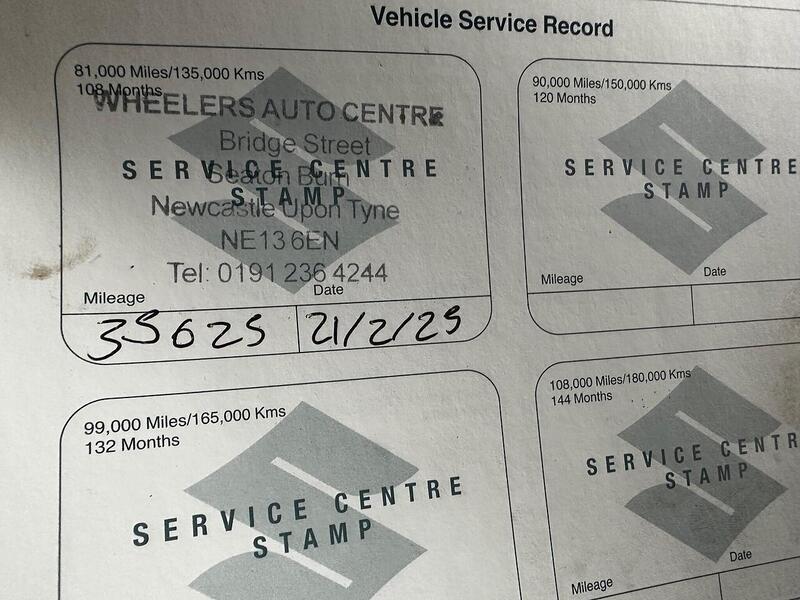 Vehicle Service Record
81,000 Miles/135,000 Kms
108 Months
WHEELERS AUTO CENTRE
Bridge Street
SERVICE CENTRE
Seaton Burn
STAMP
Newcastle Upon Tyne
NE13 6EN
Tel: 0191 236 4244
Mileage
Date
35625
21/2/25
90,000 Miles/150,000 Kms
120 Months
SERVICE CENTRE
STAMP
Mileage
Date
99,000 Miles/165,000 Kms
132 Months
SERVICE CENTRE
STAMP
108,000 Miles/180,000 Kms
144 Months
SERVICE CENTR
STAMP
Mileage
Date